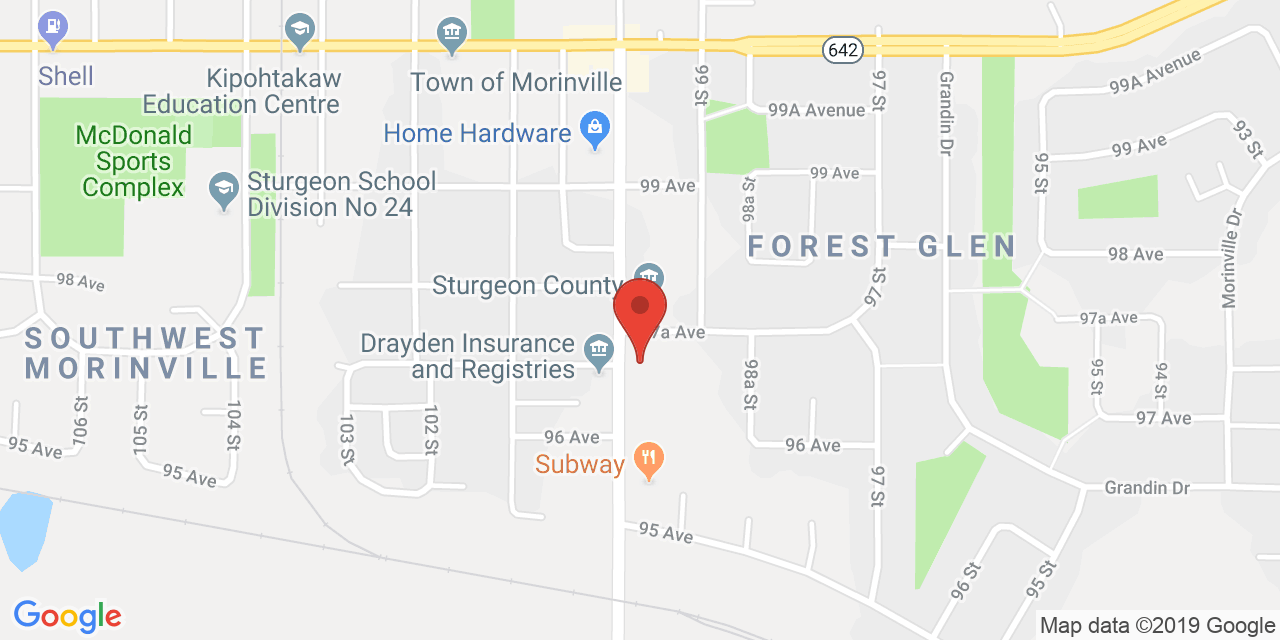 642
Shell
Kipohtakaw
Education Centre
Town of Morinville
99 St
97 St
Grandin Dr
99A Avenue
99A Avenue
McDonald
Sports
Complex
Home Hardware
99 Ave
93 St
Sturgeon School
Division No 24
99 Ave
99 Ave
98a St
95 St
FOREST GLEN
98 Ave
Morinville Dr
98 Ave
Sturgeon County
97 St
97a Ave
SOUTHWEST
MORINVILLE
Drayden Insurance
and Registries
7a Ave
98a St
95 St
94 St
106 St
105 St
104 St
103 St
102 St
97 Ave
95 Ave
95 Ave
96 Ave
96 Ave
Subway
97 St
Grandin Dr
95 Ave
96 St
95 St
Google
Map data ©2019 Google